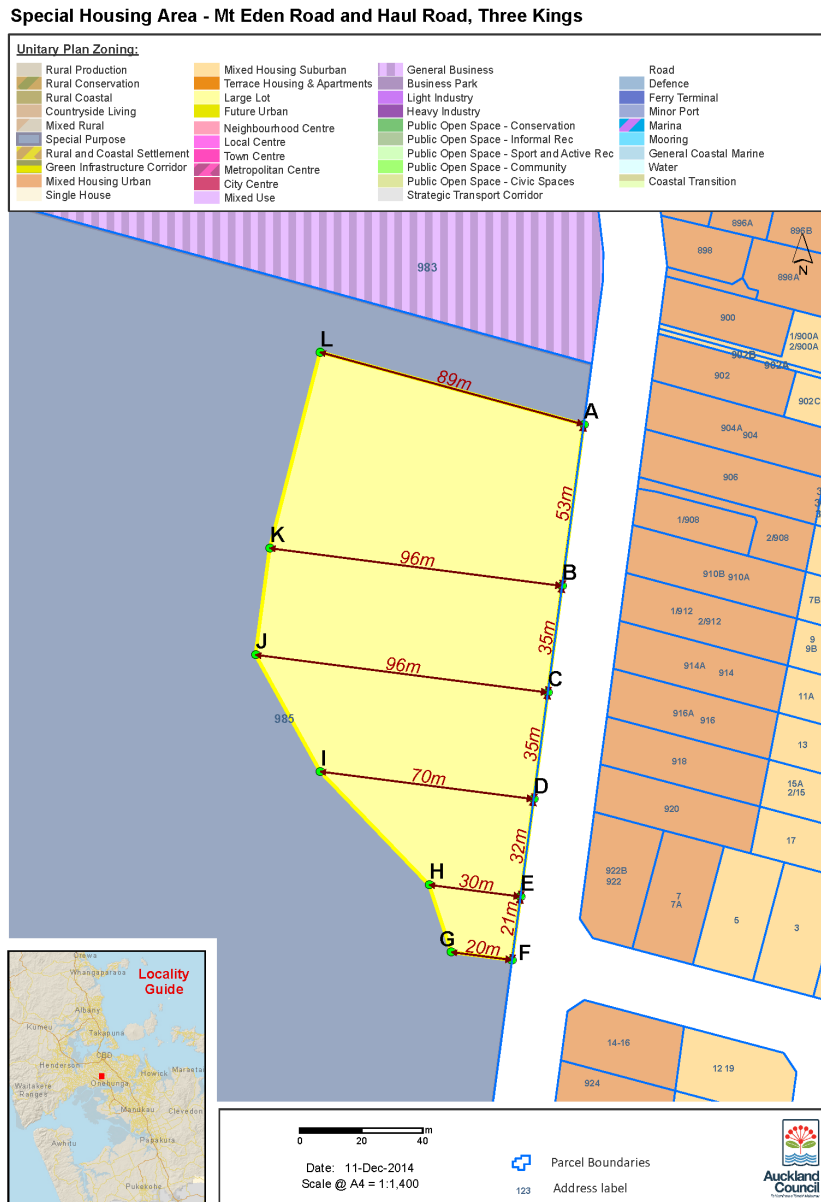 Special Housing Area - Mt Eden Road and Haul Road, Three Kings
Unitary Plan Zoning:
Rural Production
Rural Conservation
Rural Coastal
Countryside Living
Mixed Rural
Special Purpose
Rural and Coastal Settlement
Green Infrastructure Corridor
Mixed Housing Urban
Single House
Mixed Housing Suburban
Terrace Housing & Apartments
Large Lot
Future Urban
Neighbourhood Centre
Local Centre
Town Centre
Metropolitan Centre
City Centre
Mixed Use
General Business
Business Park
Light Industry
Heavy Industry
Public Open Space - Conservation
Public Open Space - Informal Rec
Public Open Space - Sport and Active Rec
Public Open Space - Community
Public Open Space - Civic Spaces
Strategic Transport Corridor
Road
Defence
Ferry Terminal
Minor Port
Marina
Mooring
General Coastal Marine
Water
Coastal Transition
896A
896B
898
898A
N
983
900
1/900A
2/900A
902B
902A
902
902C
L
89m
A
904A
904
906
53m
1/908
2/908
K
96m
B
910B
910A
7B
1/912
2/912
35m
9
9B
J
96m
C
914A
914
11A
985
916A
916
35m
13
I
70m
D
918
15A
2/15
920
32m
17
H
30m
E
922B
922
7
7A
5
3
21m
G
20m
F
Locality
Guide
Orewa
Whangaparaoa
Albany
Kumeu
Takapuna
CBD
Henderson
Howick
Maraetai
Onehunga
Waitakere
Ranges
Manukau
Clevedon
Awhitu
Papakura
Pukekohe
14-16
12 19
924
0
20
40
m
Date: 11-Dec-2014
Scale @ A4 = 1:1,400
Parcel Boundaries
123
Address label
Auckland
Council